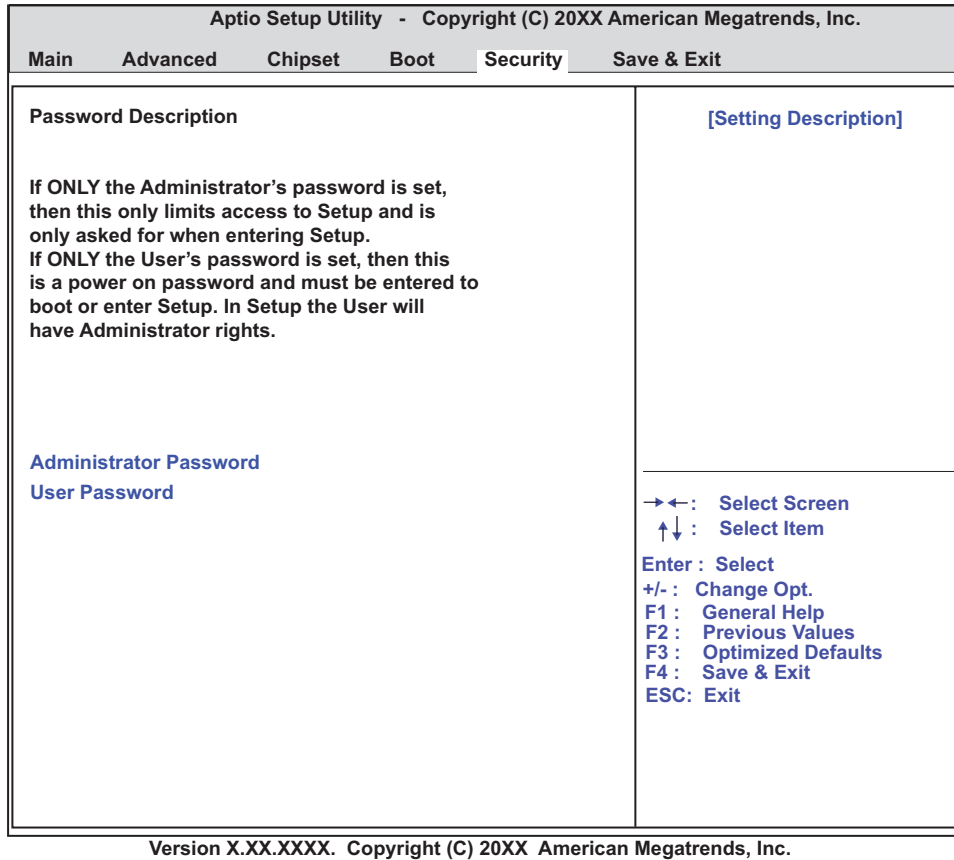 Aptio Setup Utility - Copyright (C) 20XX American Megatrends, Inc.
Main Advanced Chipset Boot Security Save & Exit
Password Description
If ONLY the Administrator's password is set,
then this only limits access to Setup and is
only asked for when entering Setup.
If ONLY the User's password is set, then this
is a power on password and must be entered to
boot or enter Setup. In Setup the User will
have Administrator rights.
Administrator Password
User Password
[Setting Description]
→←: Select Screen
↑↓ : Select Item
Enter : Select
+/- : Change Opt.
F1 : General Help
F2 : Previous Values
F3 : Optimized Defaults
F4 : Save & Exit
ESC: Exit
Version X.XX.XXXX. Copyright (C) 20XX American Megatrends, Inc.